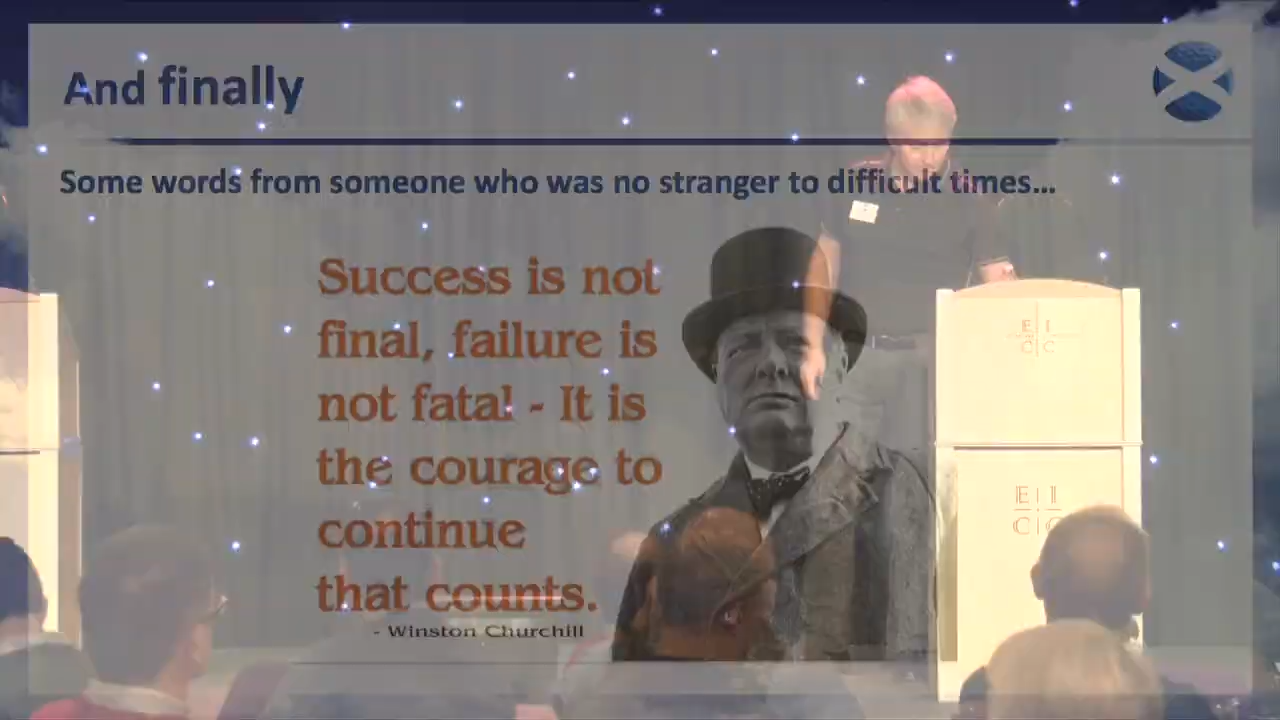 And finally
Some words from someone who was no stranger to difficult times...
Success is not
final, failure is
not fatal - It is
the courage to
continue
that counts.
- Winston Churchill
E I
C C
E I
C C